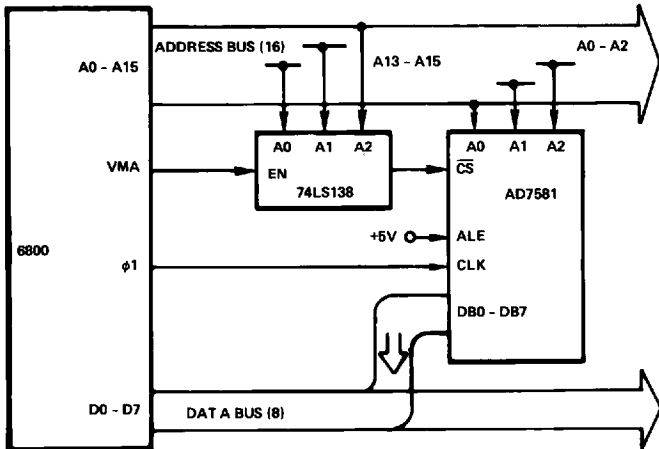 ADDRESS BUS (16)
A0 – A2
A0 – A15
A13 – A15
A0 A1 A2
A0 A1 A2
VMA
EN
C̅S̅
74LS138
AD7581
+5V
ALE
6800
ϕ1
CLK
DB0 – DB7
D0 – D7
DAT A BUS (8)